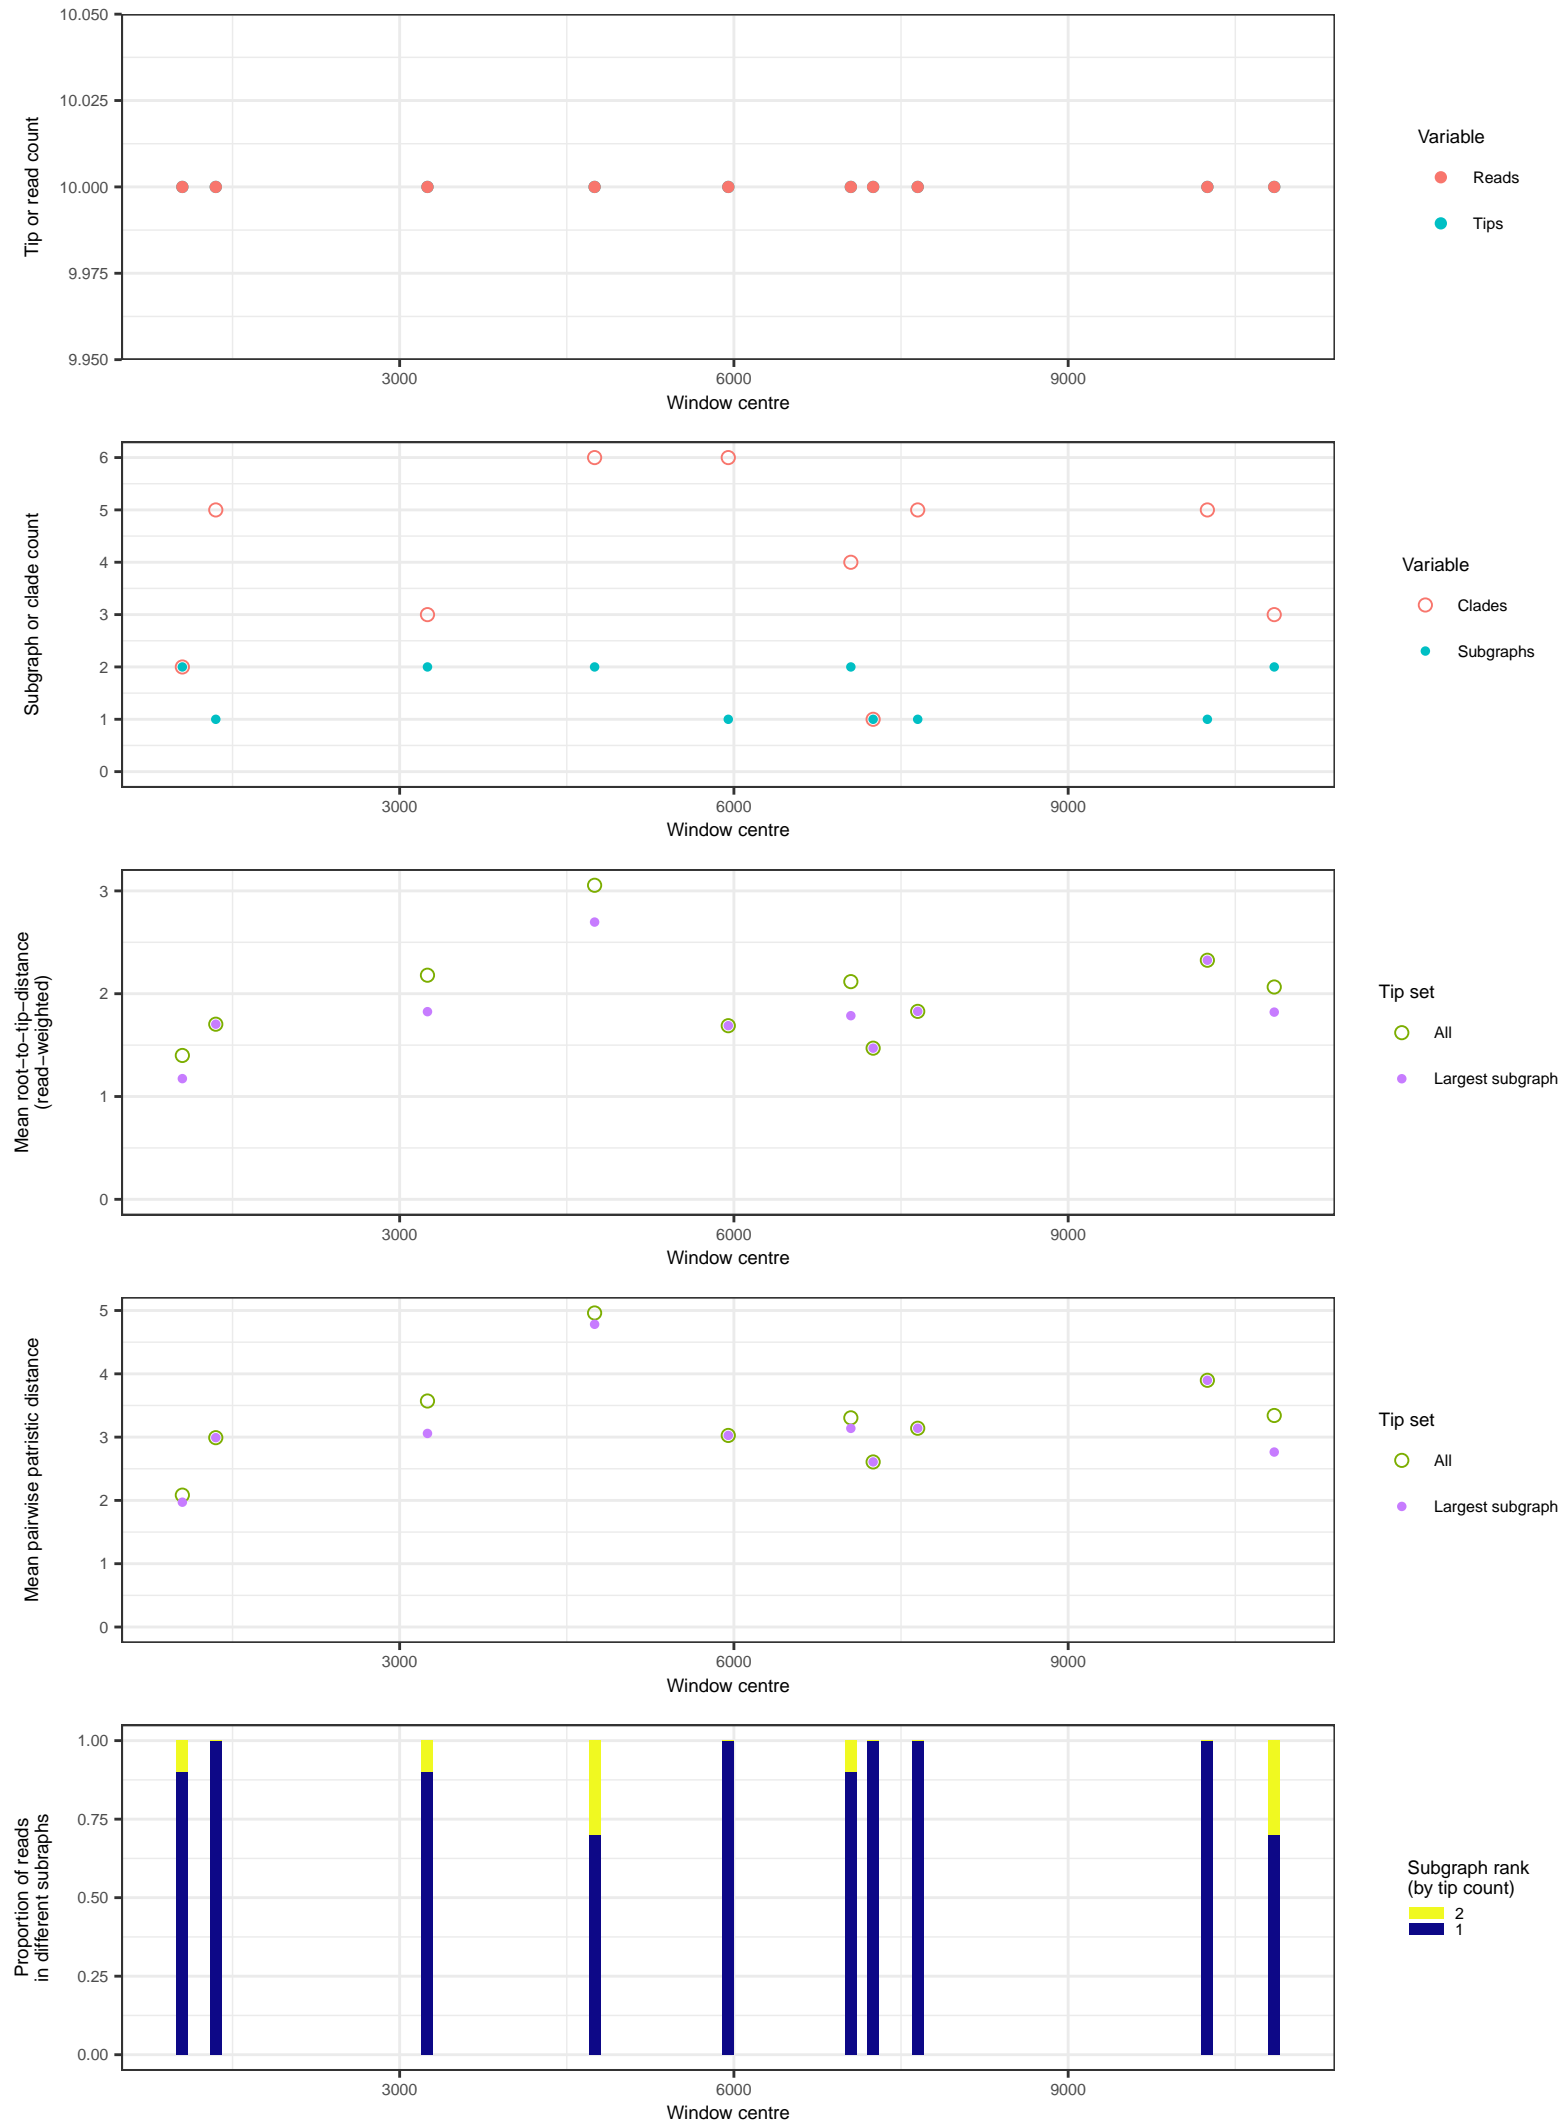 10.050
10.025
10.000
9.975
9.950
Tip or read count
3000
6000
9000
Window centre
Variable
Reads
Tips
6
5
4
3
2
1
0
Subgraph or clade count
3000
6000
9000
Window centre
Variable
Clades
Subgraphs
3
2
1
0
Mean root−to−tip−distance
(read−weighted)
3000
6000
9000
Window centre
Tip set
All
Largest subgraph
5
4
3
2
1
0
Mean pairwise patristic distance
3000
6000
9000
Window centre
Tip set
All
Largest subgraph
1.00
0.75
0.50
0.25
0.00
Proportion of reads
in different subraphs
3000
6000
9000
Window centre
Subgraph rank
(by tip count)
2
1